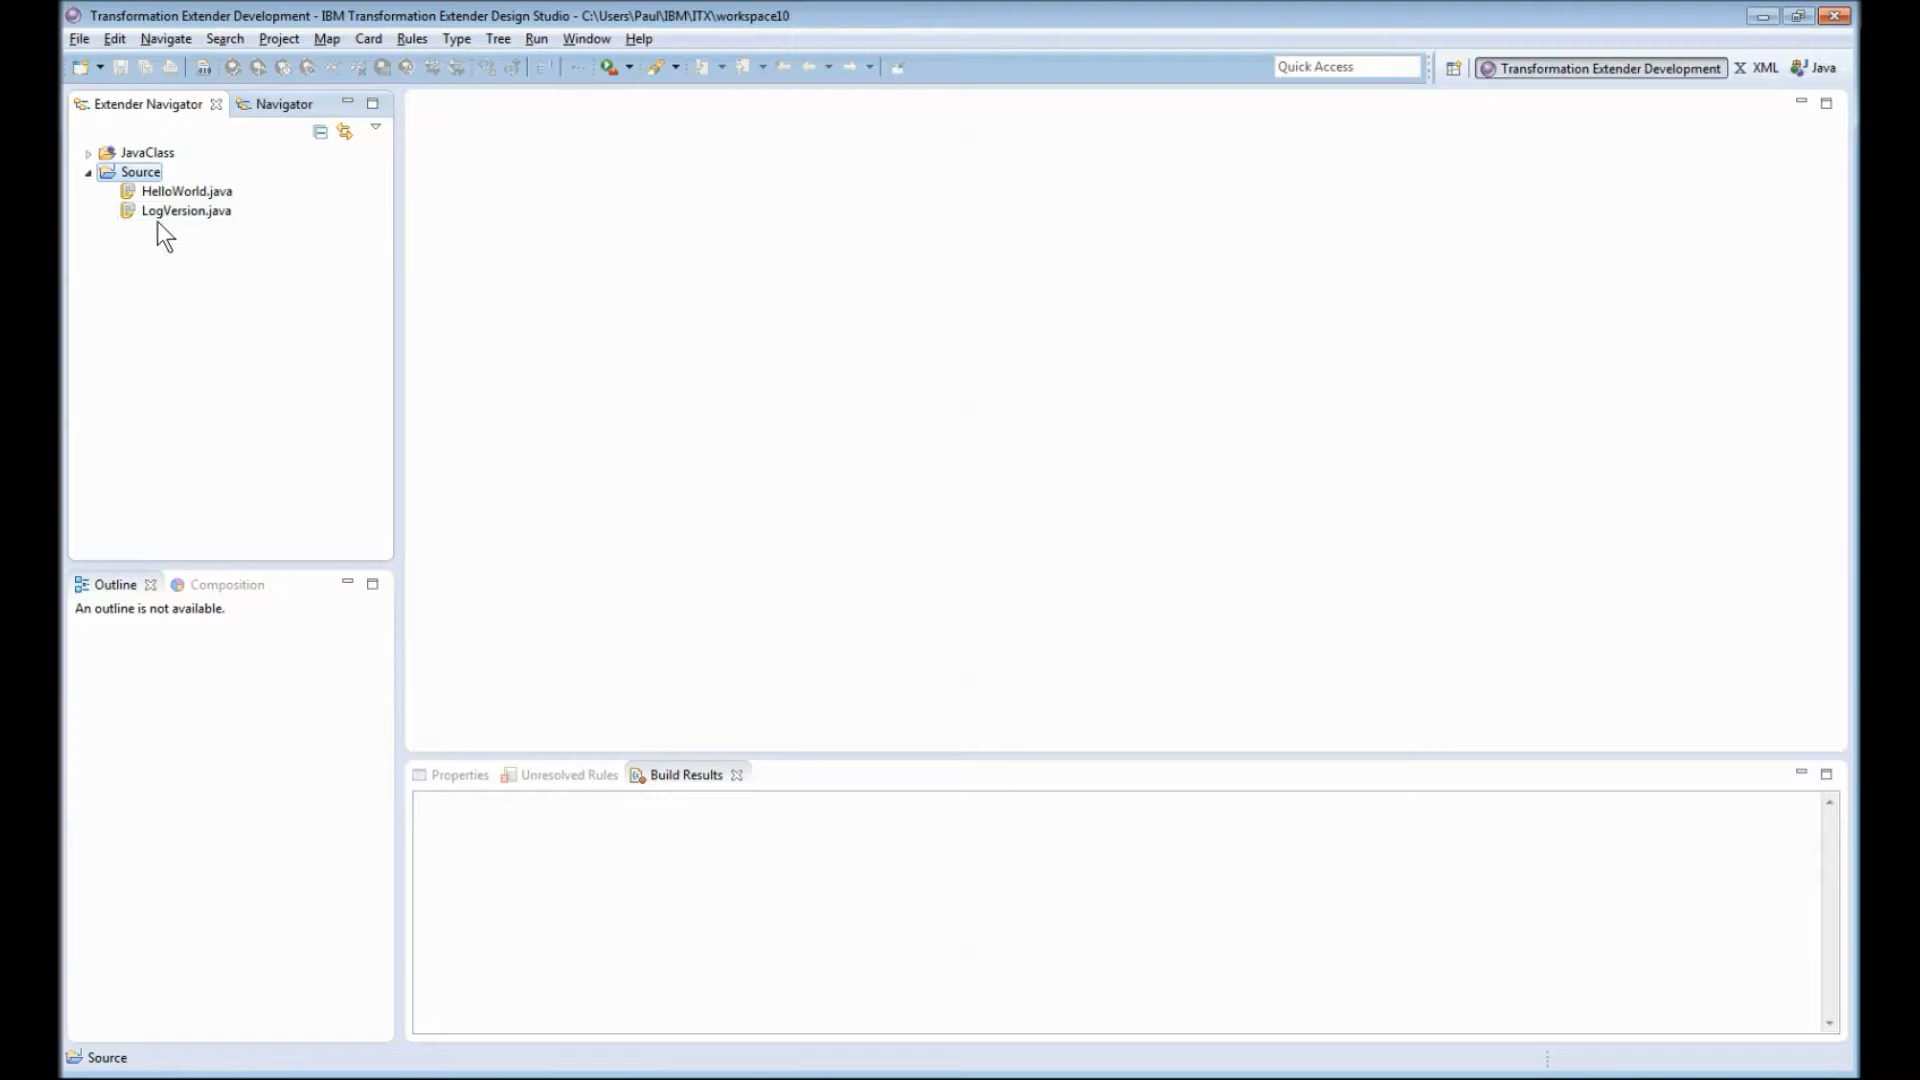 Transformation Extender Development - IBM Transformation Extender Design Studio - C:\Users\Paul\IBM\ITX\workspace10
File Edit Navigate Search Project Map Card Rules Type Tree Run Window Help
Quick Access
Transformation Extender Development
XML
Java
Extender Navigator
Navigator
JavaClass
Source
HelloWorld.java
LogVersion.java
Outline
Composition
An outline is not available.
Properties
Unresolved Rules
Build Results
Source